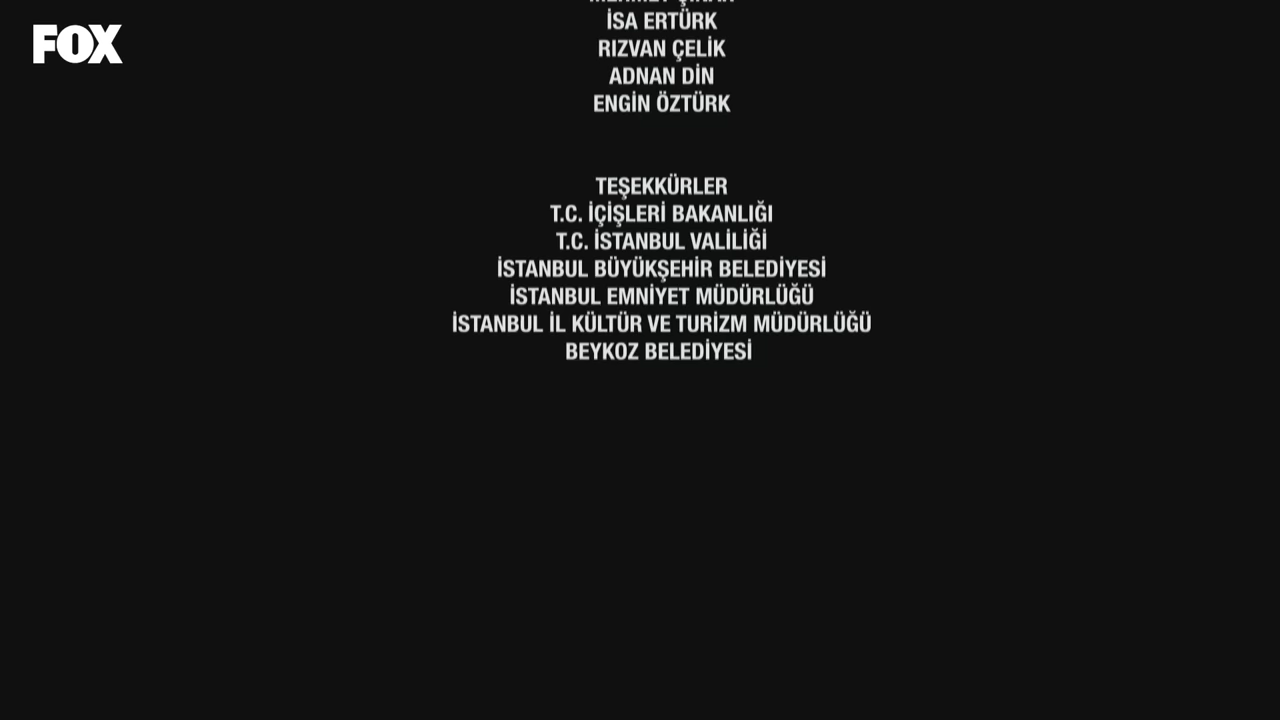 FOX
İSA ERTÜRK
RIZVAN ÇELİK
ADNAN DİN
ENGİN ÖZTÜRK
TEŞEKKÜRLER
T.C. İÇİŞLERİ BAKANLIĞI
T.C. İSTANBUL VALİLİĞİ
İSTANBUL BÜYÜKŞEHİR BELEDİYESİ
İSTANBUL EMNİYET MÜDÜRLÜĞÜ
İSTANBUL İL KÜLTÜR VE TURİZM MÜDÜRLÜĞÜ
BEYKOZ BELEDİYESİ